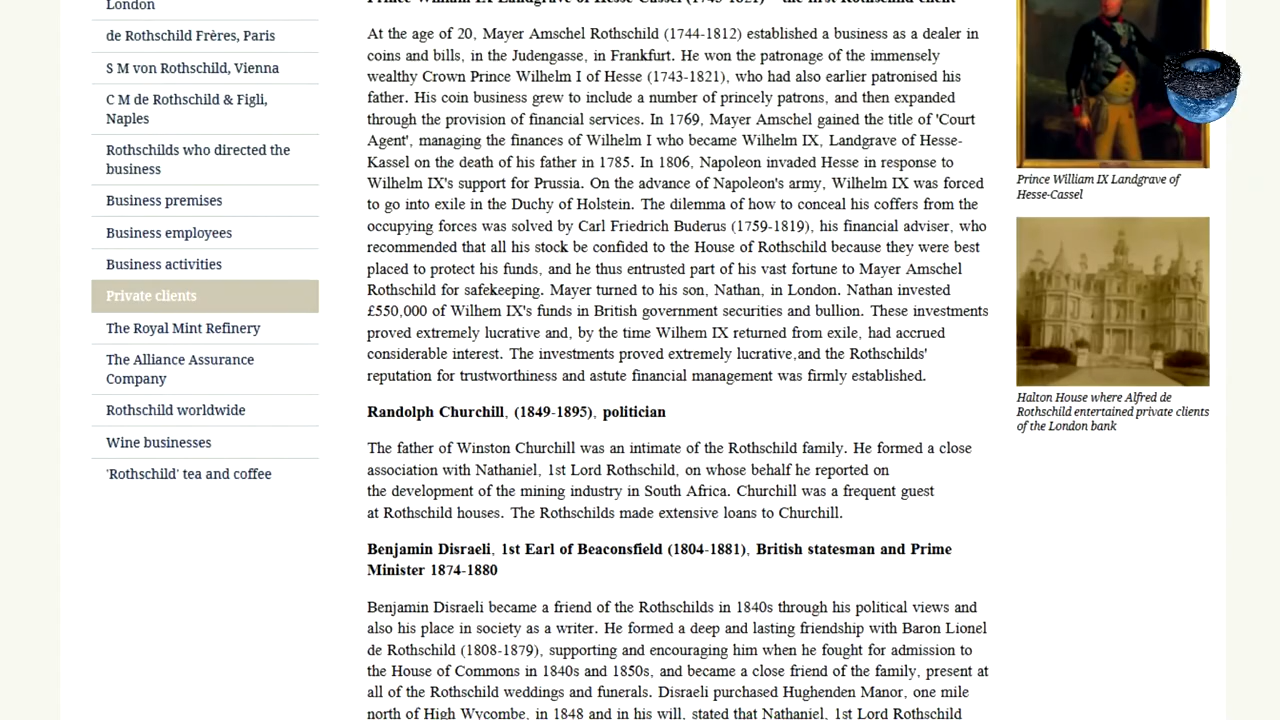 London
de Rothschild Frères, Paris
S M von Rothschild, Vienna
C M de Rothschild & Figli,
Naples
Rothschilds who directed the
business
Business premises
Business employees
Business activities
Private clients
The Royal Mint Refinery
The Alliance Assurance
Company
Rothschild worldwide
Wine businesses
'Rothschild' tea and coffee
Prince William IX Landgrave of Hesse-Cassel (1743-1821) - the first Rothschild client
At the age of 20, Mayer Amschel Rothschild (1744-1812) established a business as a dealer in
coins and bills, in the Judengasse, in Frankfurt. He won the patronage of the immensely
wealthy Crown Prince Wilhelm I of Hesse (1743-1821), who had also earlier patronised his
father. His coin business grew to include a number of princely patrons, and then expanded
through the provision of financial services. In 1769, Mayer Amschel gained the title of 'Court
Agent', managing the finances of Wilhelm I who became Wilhelm IX, Landgrave of Hesse-
Kassel on the death of his father in 1785. In 1806, Napoleon invaded Hesse in response to
Wilhelm IX's support for Prussia. On the advance of Napoleon's army, Wilhelm IX was forced
to go into exile in the Duchy of Holstein. The dilemma of how to conceal his coffers from the
occupying forces was solved by Carl Friedrich Buderus (1759-1819), his financial adviser, who
recommended that all his stock be confided to the House of Rothschild because they were best
placed to protect his funds, and he thus entrusted part of his vast fortune to Mayer Amschel
Rothschild for safekeeping. Mayer turned to his son, Nathan, in London. Nathan invested
£550,000 of Wilhem IX's funds in British government securities and bullion. These investments
proved extremely lucrative and, by the time Wilhem IX returned from exile, had accrued
considerable interest. The investments proved extremely lucrative,and the Rothschilds'
reputation for trustworthiness and astute financial management was firmly established.
Randolph Churchill, (1849-1895), politician
The father of Winston Churchill was an intimate of the Rothschild family. He formed a close
association with Nathaniel, 1st Lord Rothschild, on whose behalf he reported on
the development of the mining industry in South Africa. Churchill was a frequent guest
at Rothschild houses. The Rothschilds made extensive loans to Churchill.
Benjamin Disraeli, 1st Earl of Beaconsfield (1804-1881), British statesman and Prime
Minister 1874-1880
Benjamin Disraeli became a friend of the Rothschilds in 1840s through his political views and
also his place in society as a writer. He formed a deep and lasting friendship with Baron Lionel
de Rothschild (1808-1879), supporting and encouraging him when he fought for admission to
the House of Commons in 1840s and 1850s, and became a close friend of the family, present at
all of the Rothschild weddings and funerals. Disraeli purchased Hughenden Manor, one mile
north of High Wycombe, in 1848 and in his will, stated that Nathaniel, 1st Lord Rothschild
Prince William IX Landgrave of
Hesse-Cassel
Halton House where Alfred de
Rothschild entertained private clients
of the London bank